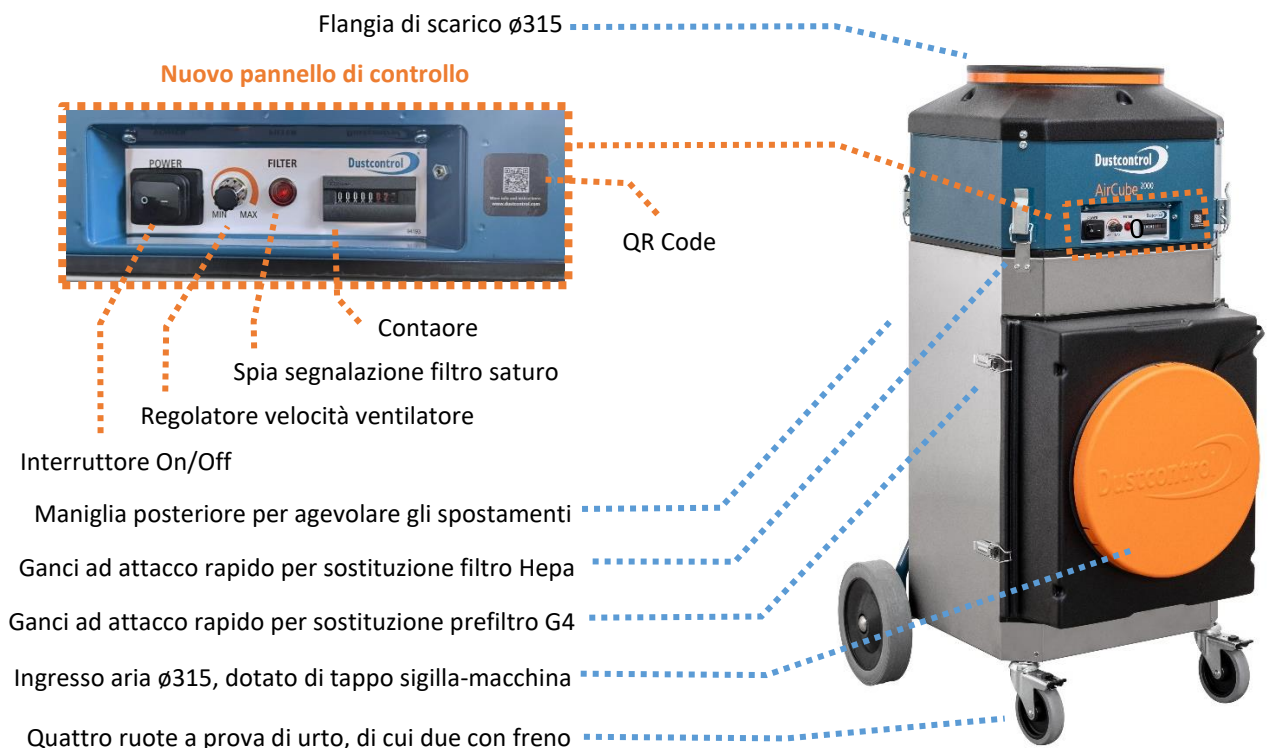 Flangia di scarico ø315
Nuovo pannello di controllo
POWER
FILTER
Dustcontrol
MIN MAX
www.dustcontrol.com
QR Code
Contaore
Spia segnalazione filtro saturo
Regolatore velocità ventilatore
Interruttore On/Off
Maniglia posteriore per agevolare gli spostamenti
Ganci ad attacco rapido per sostituzione filtro Hepa
Ganci ad attacco rapido per sostituzione prefiltro G4
Ingresso aria ø315, dotato di tappo sigilla-macchina
Quattro ruote a prova di urto, di cui due con freno
Dustcontrol
AirCube 2000
Dustcontrol